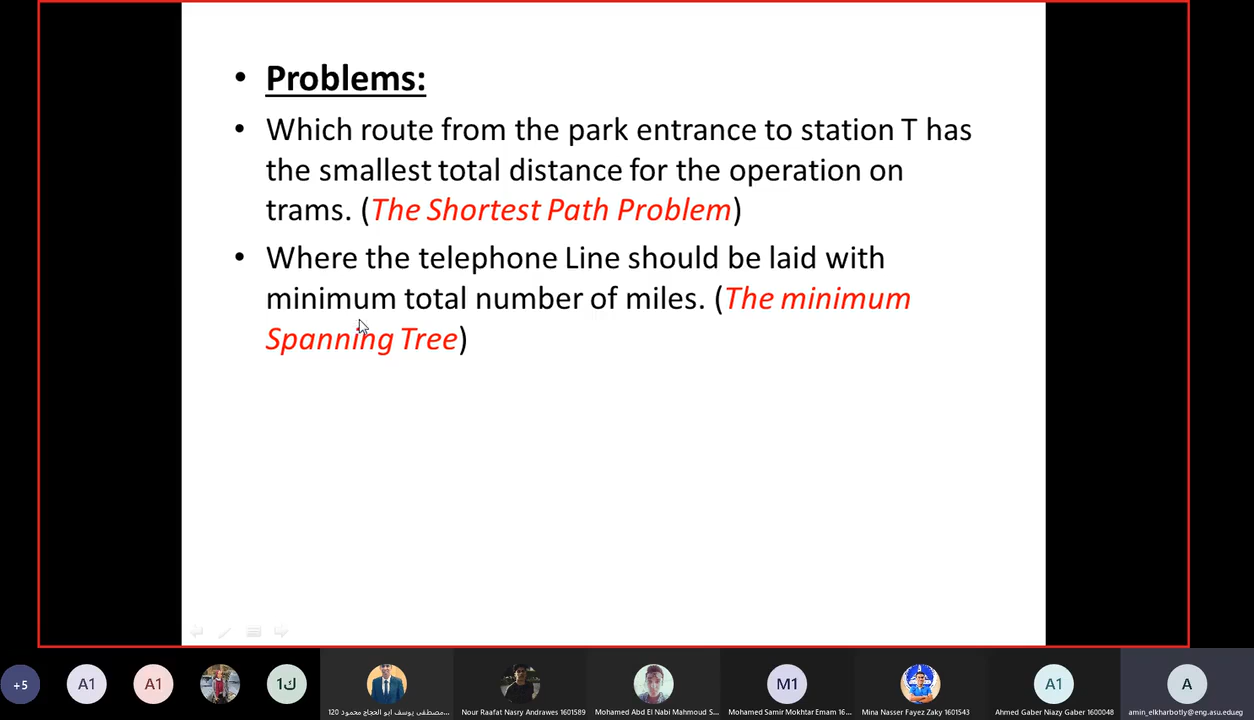 • Problems:
• Which route from the park entrance to station T has
the smallest total distance for the operation on
trams. (The Shortest Path Problem)
• Where the telephone Line should be laid with
minimum total number of miles. (The minimum
Spanning Tree)
+5
A1
A1
ك1
M1
A1
A
مصطفى يوسف ابو الحجاج محمود 120...
Nour Raafat Nasry Andrawes 1601589
Mohamed Abd El Nabi Mahmoud S...
Mohamed Samir Mokhtar Emam 16...
Mina Nasser Fayez Zaky 1601543
Ahmed Gaber Niazy Gaber 1600048
amin_elkharbotly@eng.asu.edueg